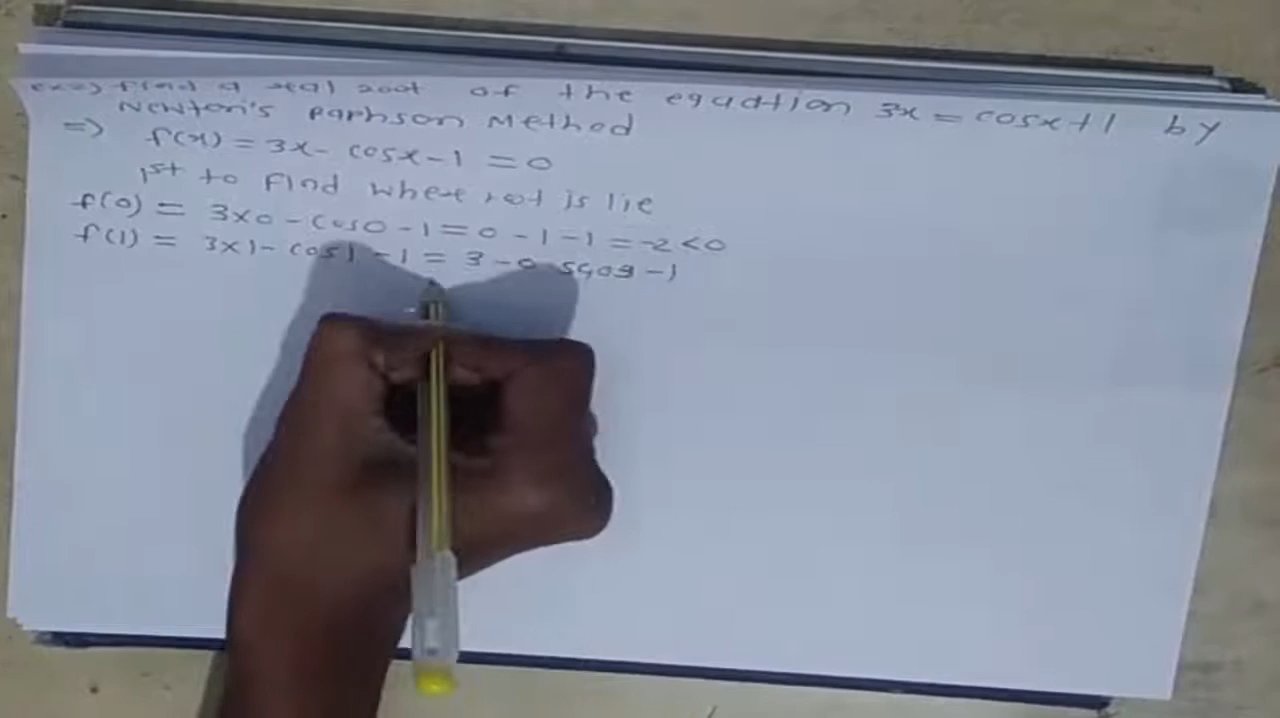 Find a real root of the equation 3x = cosx+1 by
Newton's Raphson Method
=> f(x) = 3x - cosx - 1 = 0
1st to find where rot is lie
f(0) = 3x0 - cos0 - 1 = 0 - 1 - 1 = -2 < 0
f(1) = 3x1 - cos1 - 1 = 3 - 0.5403 - 1